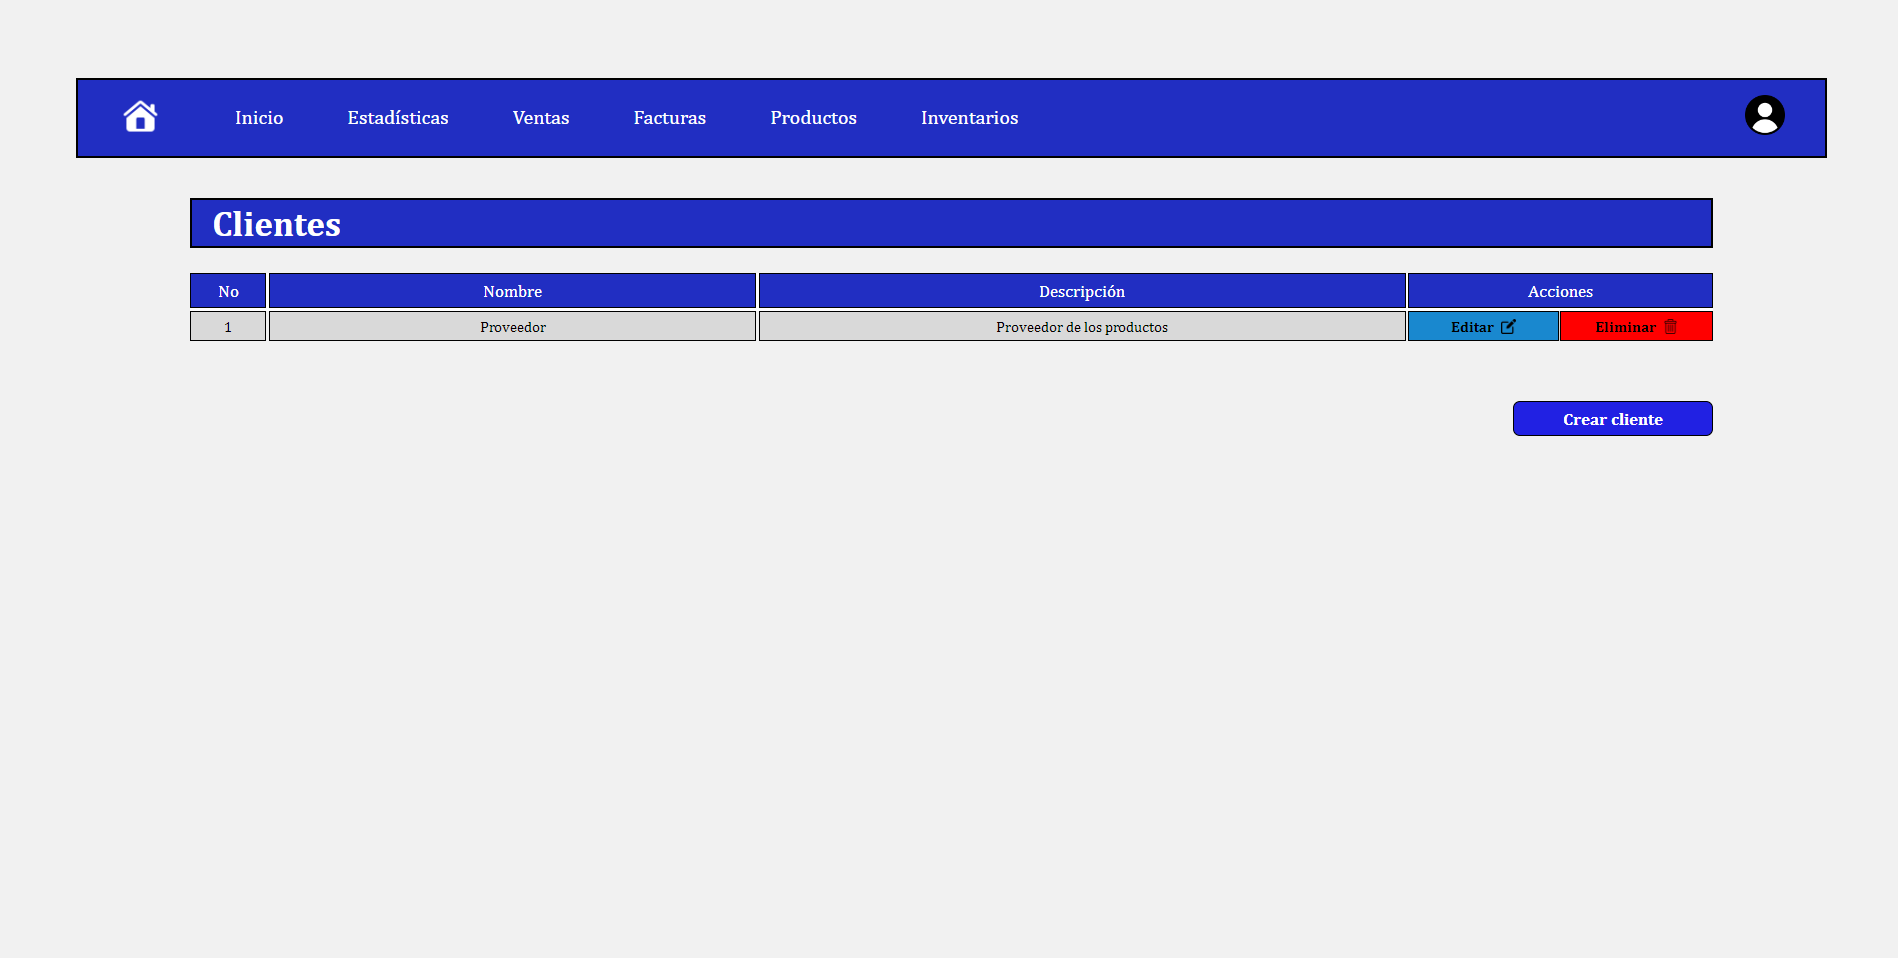 Inicio Estadísticas Ventas Facturas Productos Inventarios
Clientes
No Nombre Descripción Acciones
1 Proveedor Proveedor de los productos Editar Eliminar
Crear cliente